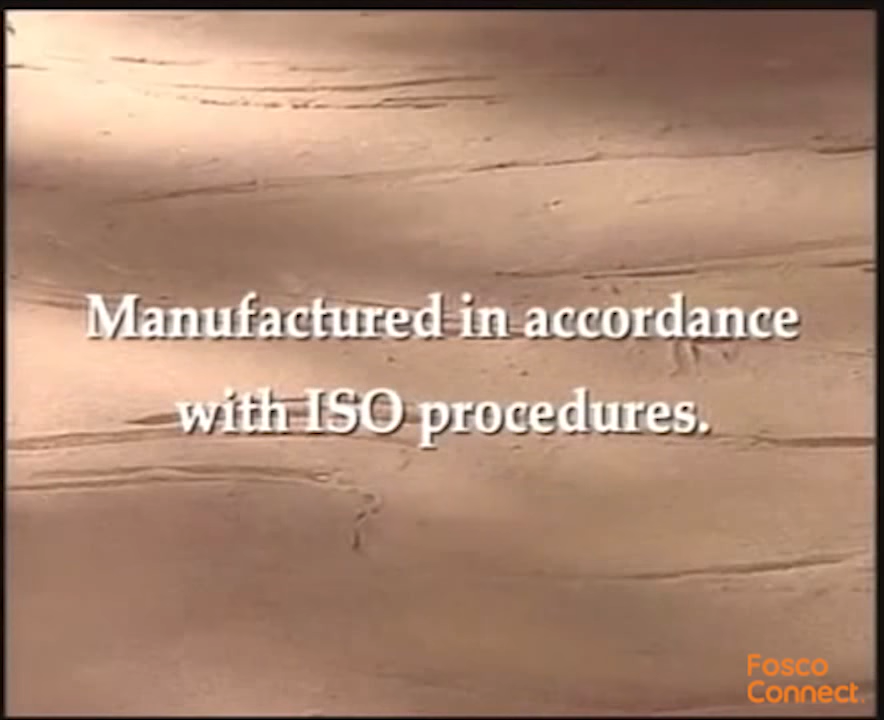 Manufactured in accordance
with ISO procedures.
Fosco
Connect.